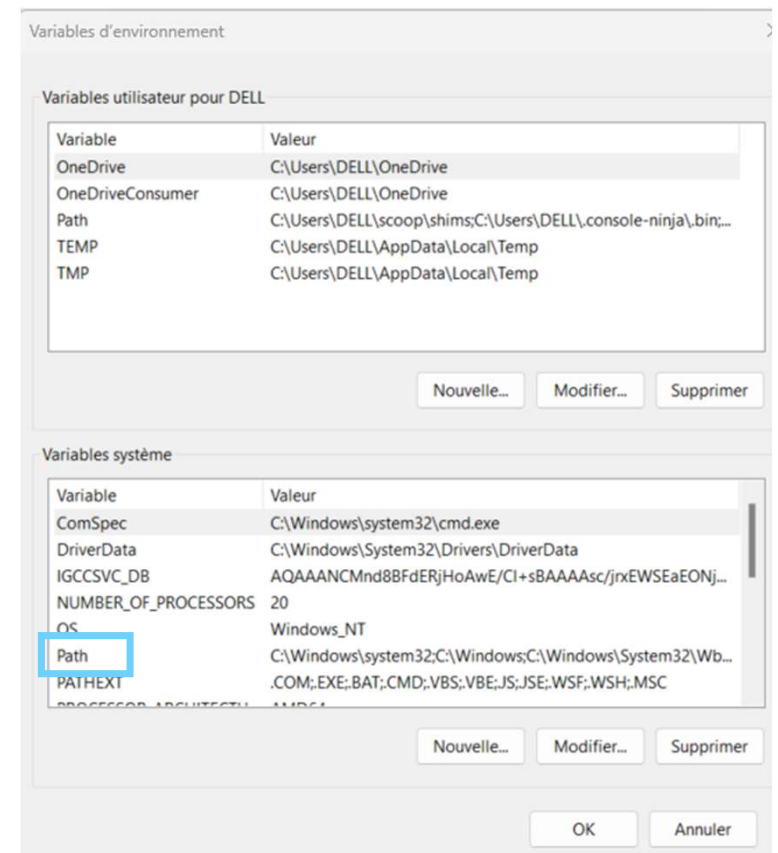 Variables d'environnement
Variables utilisateur pour DELL
Variable Valeur
OneDrive C:\Users\DELL\OneDrive
OneDriveConsumer C:\Users\DELL\OneDrive
Path C:\Users\DELL\scoop\shims;C:\Users\DELL\.console-ninja\.bin;...
TEMP C:\Users\DELL\AppData\Local\Temp
TMP C:\Users\DELL\AppData\Local\Temp
Nouvelle... Modifier... Supprimer
Variables système
Variable Valeur
ComSpec C:\Windows\system32\cmd.exe
DriverData C:\Windows\System32\Drivers\DriverData
IGCCSVC_DB AQAAANCMnd8BFdERjHoAwE/Cl+sBAAAAsc/jrxEWSEaEONj...
NUMBER_OF_PROCESSORS 20
OS Windows_NT
Path C:\Windows\system32;C:\Windows;C:\Windows\System32\Wb...
PATHEXT .COM;.EXE;.BAT;.CMD;.VBS;.VBE;.JS;.JSE;.WSF;.WSH;.MSC
Nouvelle... Modifier... Supprimer
OK Annuler